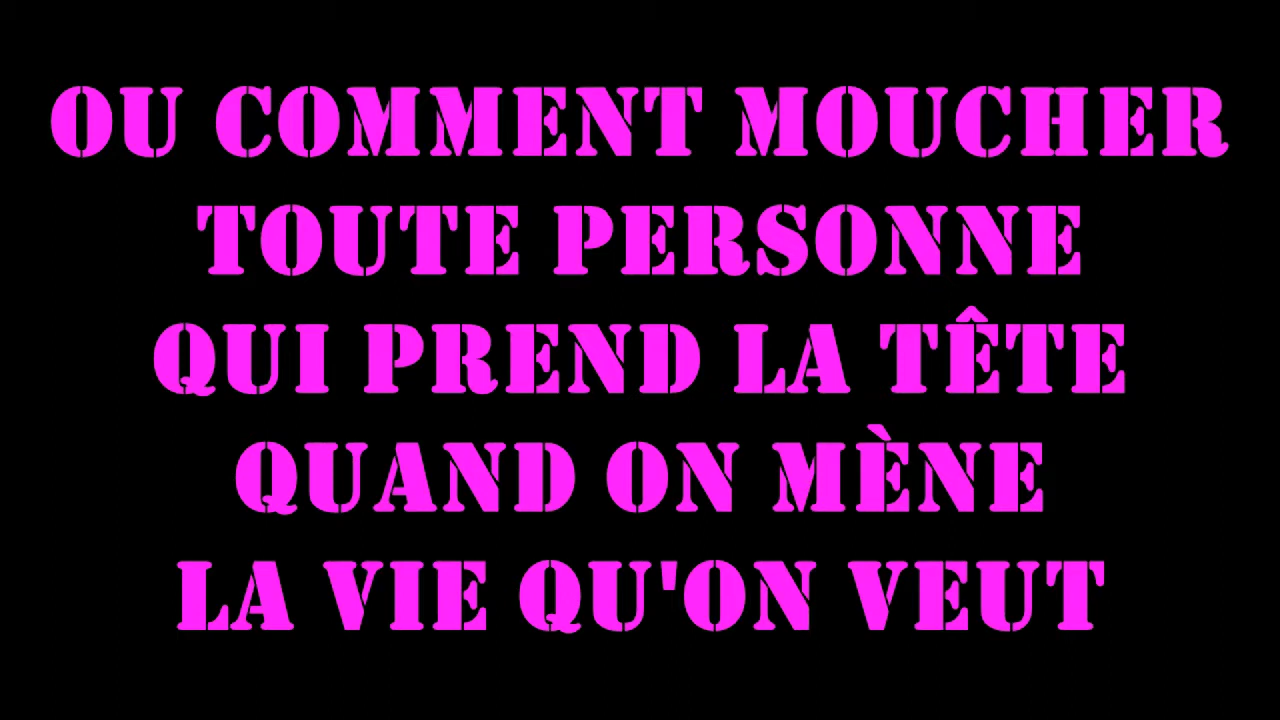 OU COMMENT MOUCHER
TOUTE PERSONNE
QUI PREND LA TÊTE
QUAND ON MÈNE
LA VIE QU'ON VEUT